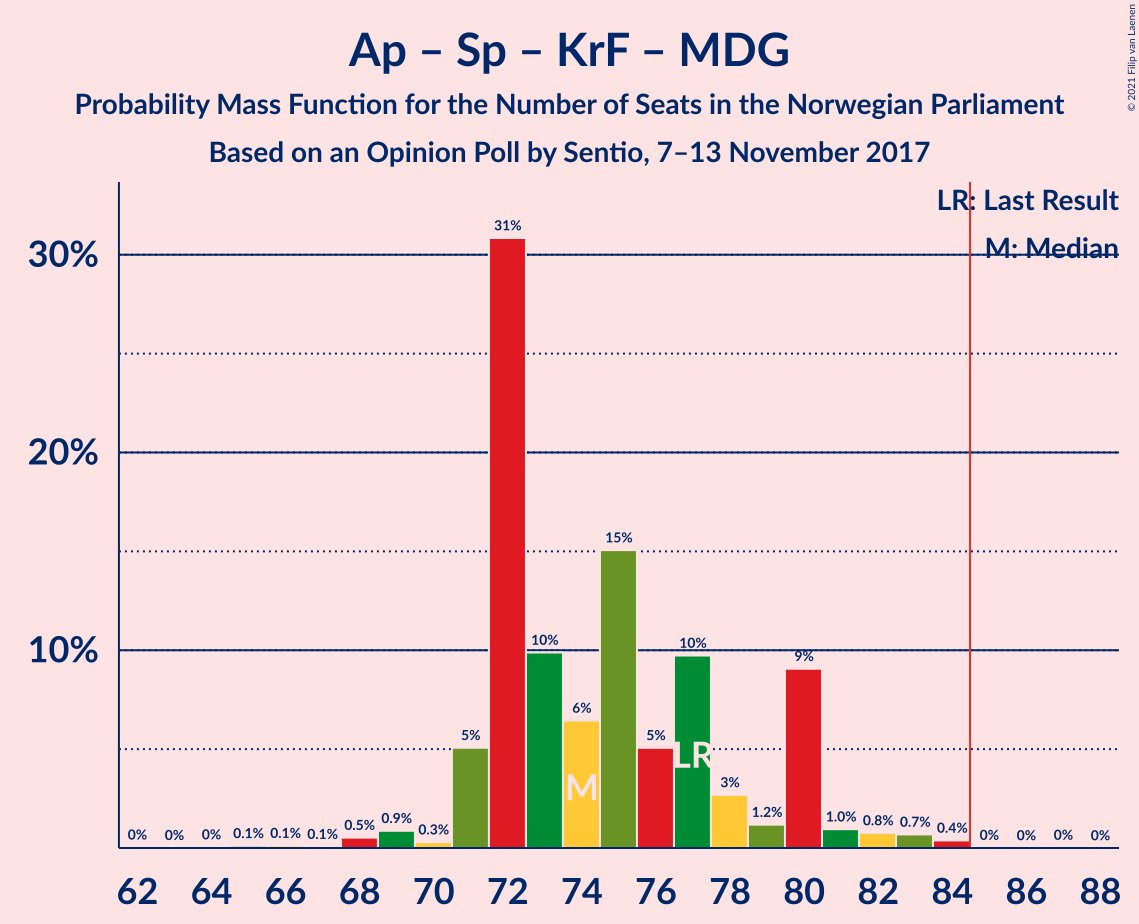 Ap – Sp – KrF – MDG
Probability Mass Function for the Number of Seats in the Norwegian Parliament
Based on an Opinion Poll by Sentio, 7–13 November 2017
© 2021 Filip van Laenen
LR: Last Result
M: Median
30%
20%
10%
0% 0% 0% 0.1% 0.1% 0.1% 0.5% 0.9% 0.3% 5% 31% 10% 6% 15% 5% 10% 3% 1.2% 9% 1.0% 0.8% 0.7% 0.4% 0% 0% 0% 0%
M
LR
62 64 66 68 70 72 74 76 78 80 82 84 86 88